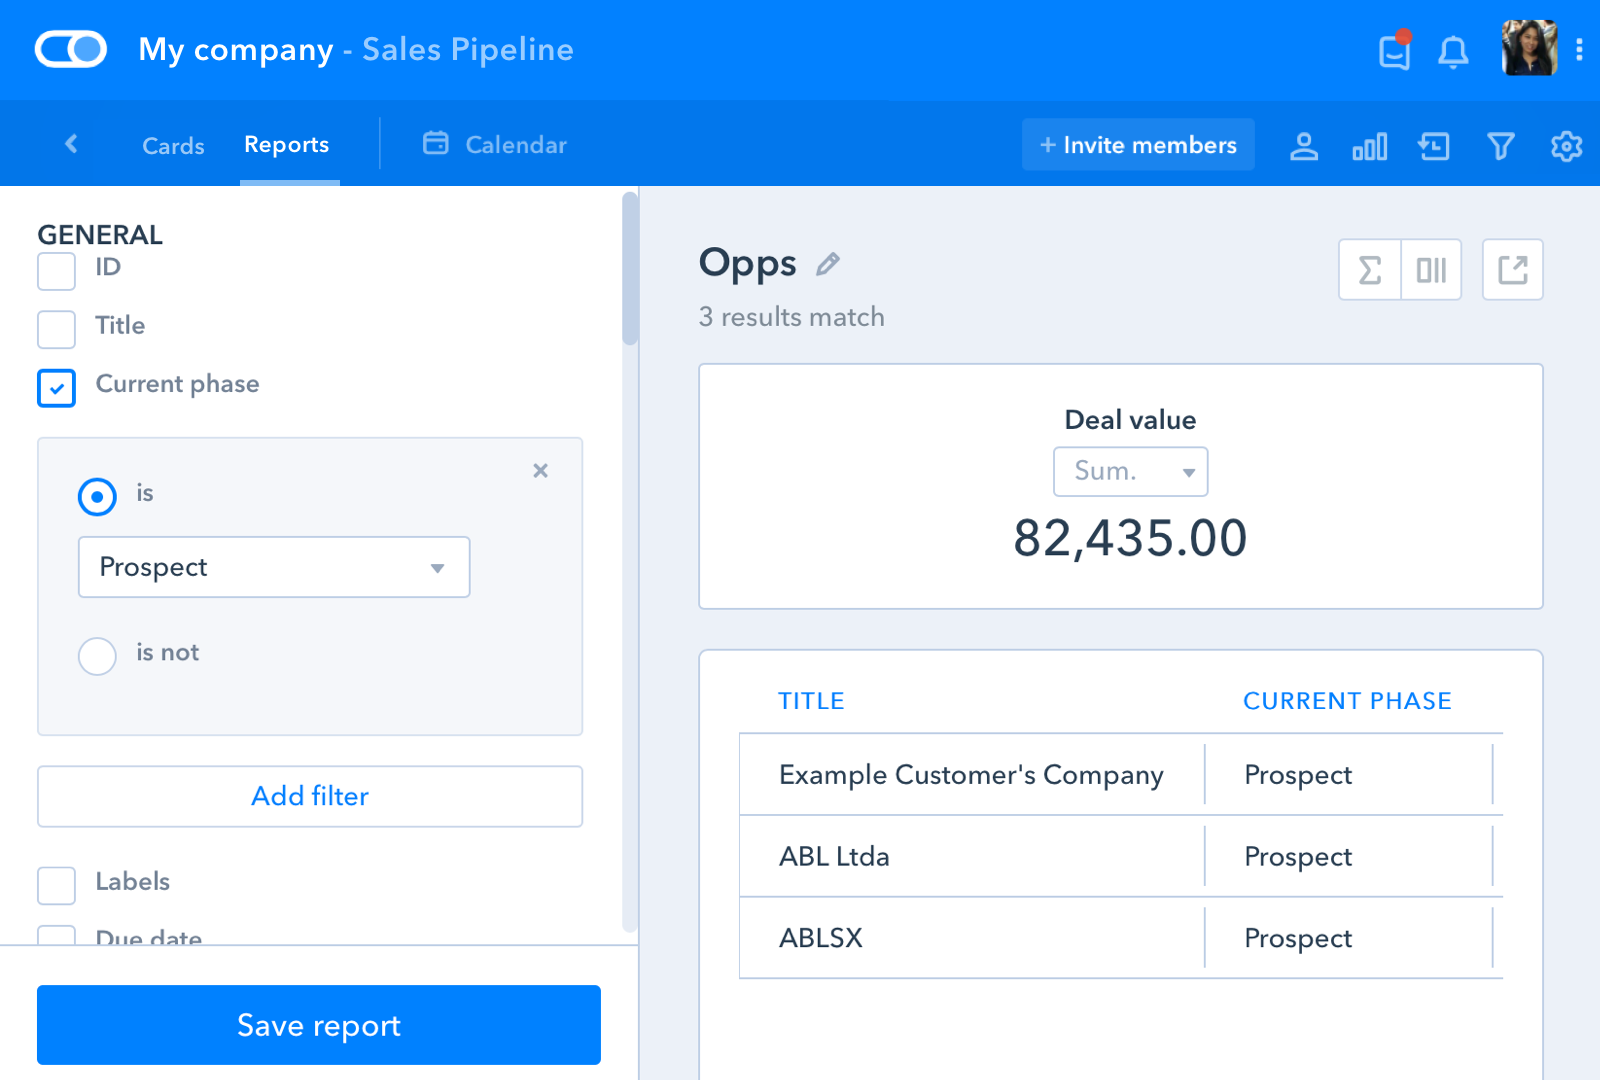 My company - Sales Pipeline
Cards
Reports
Calendar
+ Invite members
GENERAL
ID
Title
Current phase
is
Prospect
is not
Add filter
Labels
Due date
Save report
Opps
3 results match
Deal value
Sum.
82,435.00
TITLE CURRENT PHASE
Example Customer's Company Prospect
ABL Ltda Prospect
ABLSX Prospect